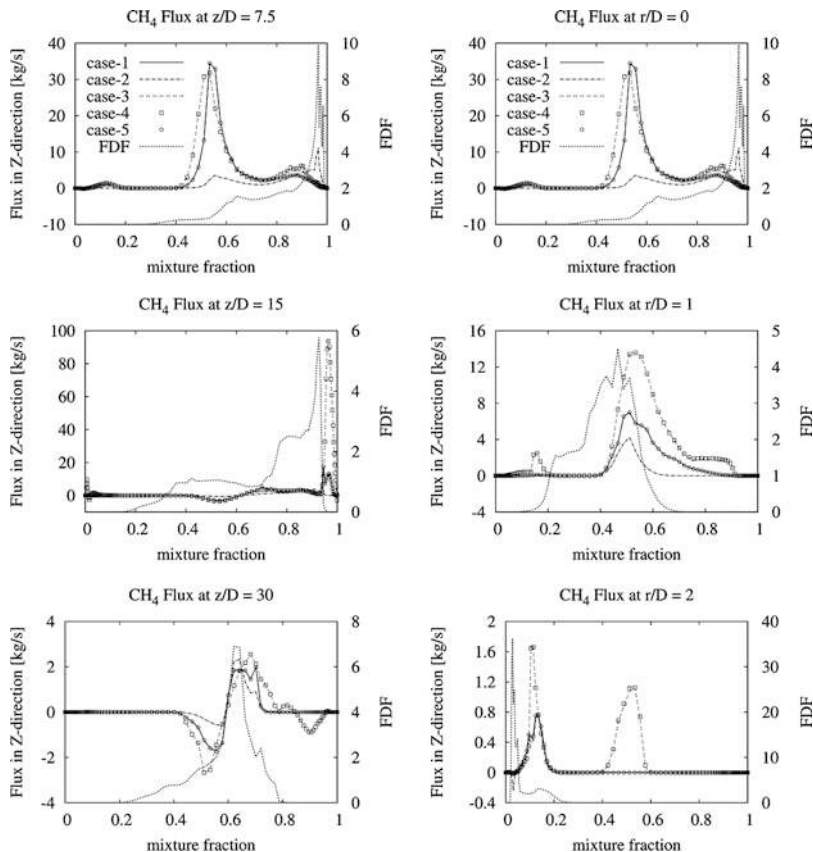 CH4 Flux at z/D = 7.5
Flux in Z-direction [kg/s]
40
30
20
10
0
-10
case-1
case-2
case-3
case-4
case-5
FDF
10
8
6
4
2
0
FDF
0 0.2 0.4 0.6 0.8 1
mixture fraction
CH4 Flux at r/D = 0
Flux in Z-direction [kg/s]
40
30
20
10
0
-10
case-1
case-2
case-3
case-4
case-5
FDF
10
8
6
4
2
0
FDF
0 0.2 0.4 0.6 0.8 1
mixture fraction
CH4 Flux at z/D = 15
Flux in Z-direction [kg/s]
100
80
60
40
20
0
6
5
4
3
2
1
0
FDF
0 0.2 0.4 0.6 0.8 1
mixture fraction
CH4 Flux at r/D = 1
Flux in Z-direction [kg/s]
16
12
8
4
0
-4
5
4
3
2
1
0
FDF
0 0.2 0.4 0.6 0.8 1
mixture fraction
CH4 Flux at z/D = 30
Flux in Z-direction [kg/s]
4
2
0
-2
-4
8
7
6
5
4
3
2
1
0
FDF
0 0.2 0.4 0.6 0.8 1
mixture fraction
CH4 Flux at r/D = 2
Flux in Z-direction [kg/s]
2
1.6
1.2
0.8
0.4
0
-0.4
40
30
20
10
0
FDF
0 0.2 0.4 0.6 0.8 1
mixture fraction